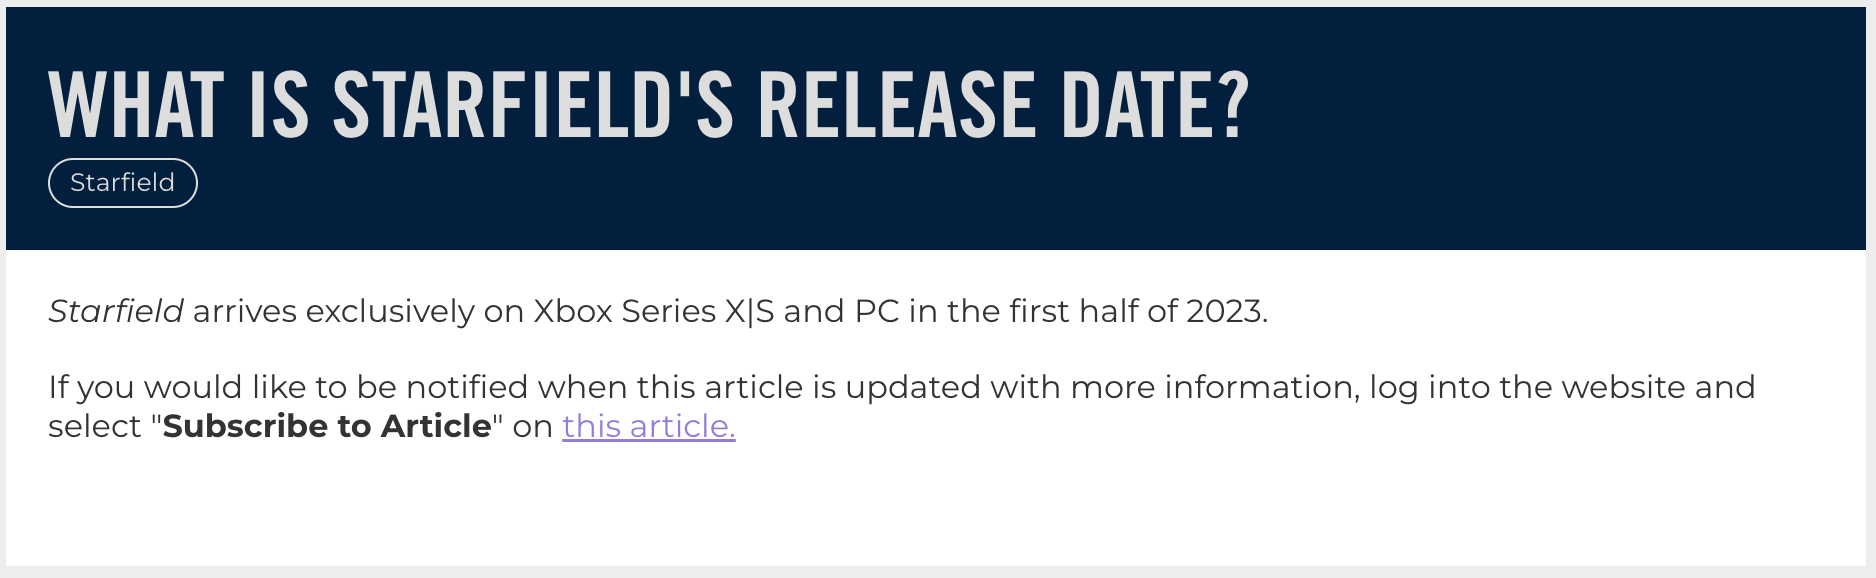 WHAT IS STARFIELD'S RELEASE DATE?
Starfield
Starfield arrives exclusively on Xbox Series X|S and PC in the first half of 2023.
If you would like to be notified when this article is updated with more information, log into the website and
select "Subscribe to Article" on this article.